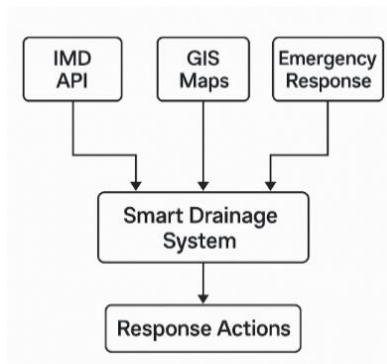 IMD
API
GIS
Maps
Emergency
Response
Smart Drainage
System
Response Actions